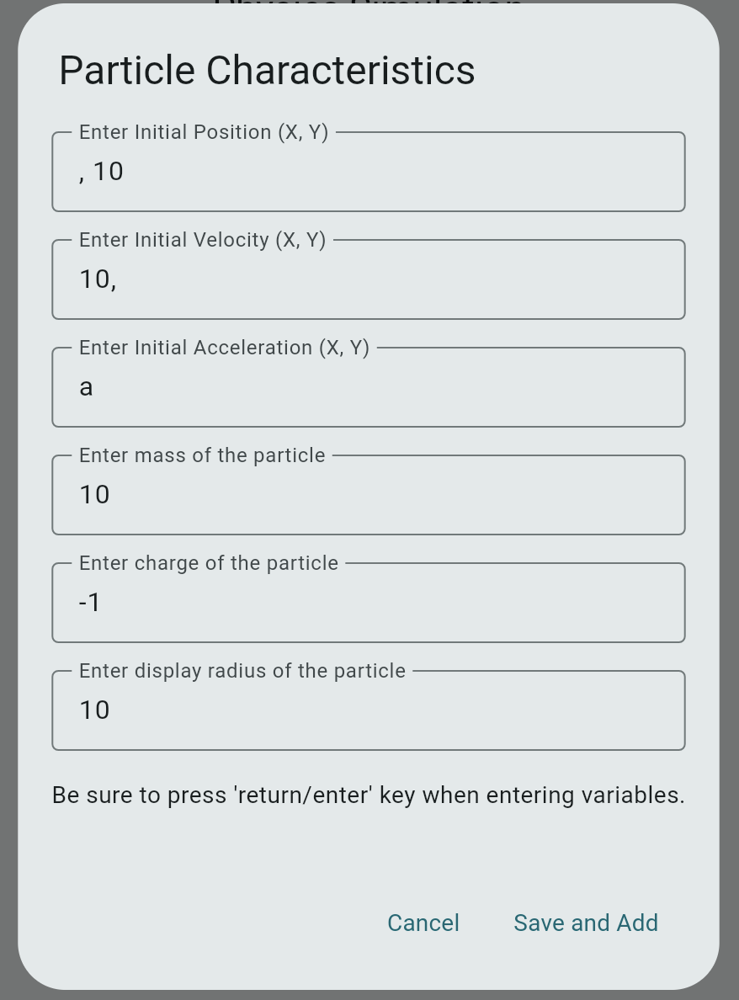 Particle Characteristics
Enter Initial Position (X, Y)
, 10
Enter Initial Velocity (X, Y)
10,
Enter Initial Acceleration (X, Y)
a
Enter mass of the particle
10
Enter charge of the particle
-1
Enter display radius of the particle
10
Be sure to press 'return/enter' key when entering variables.
Cancel Save and Add